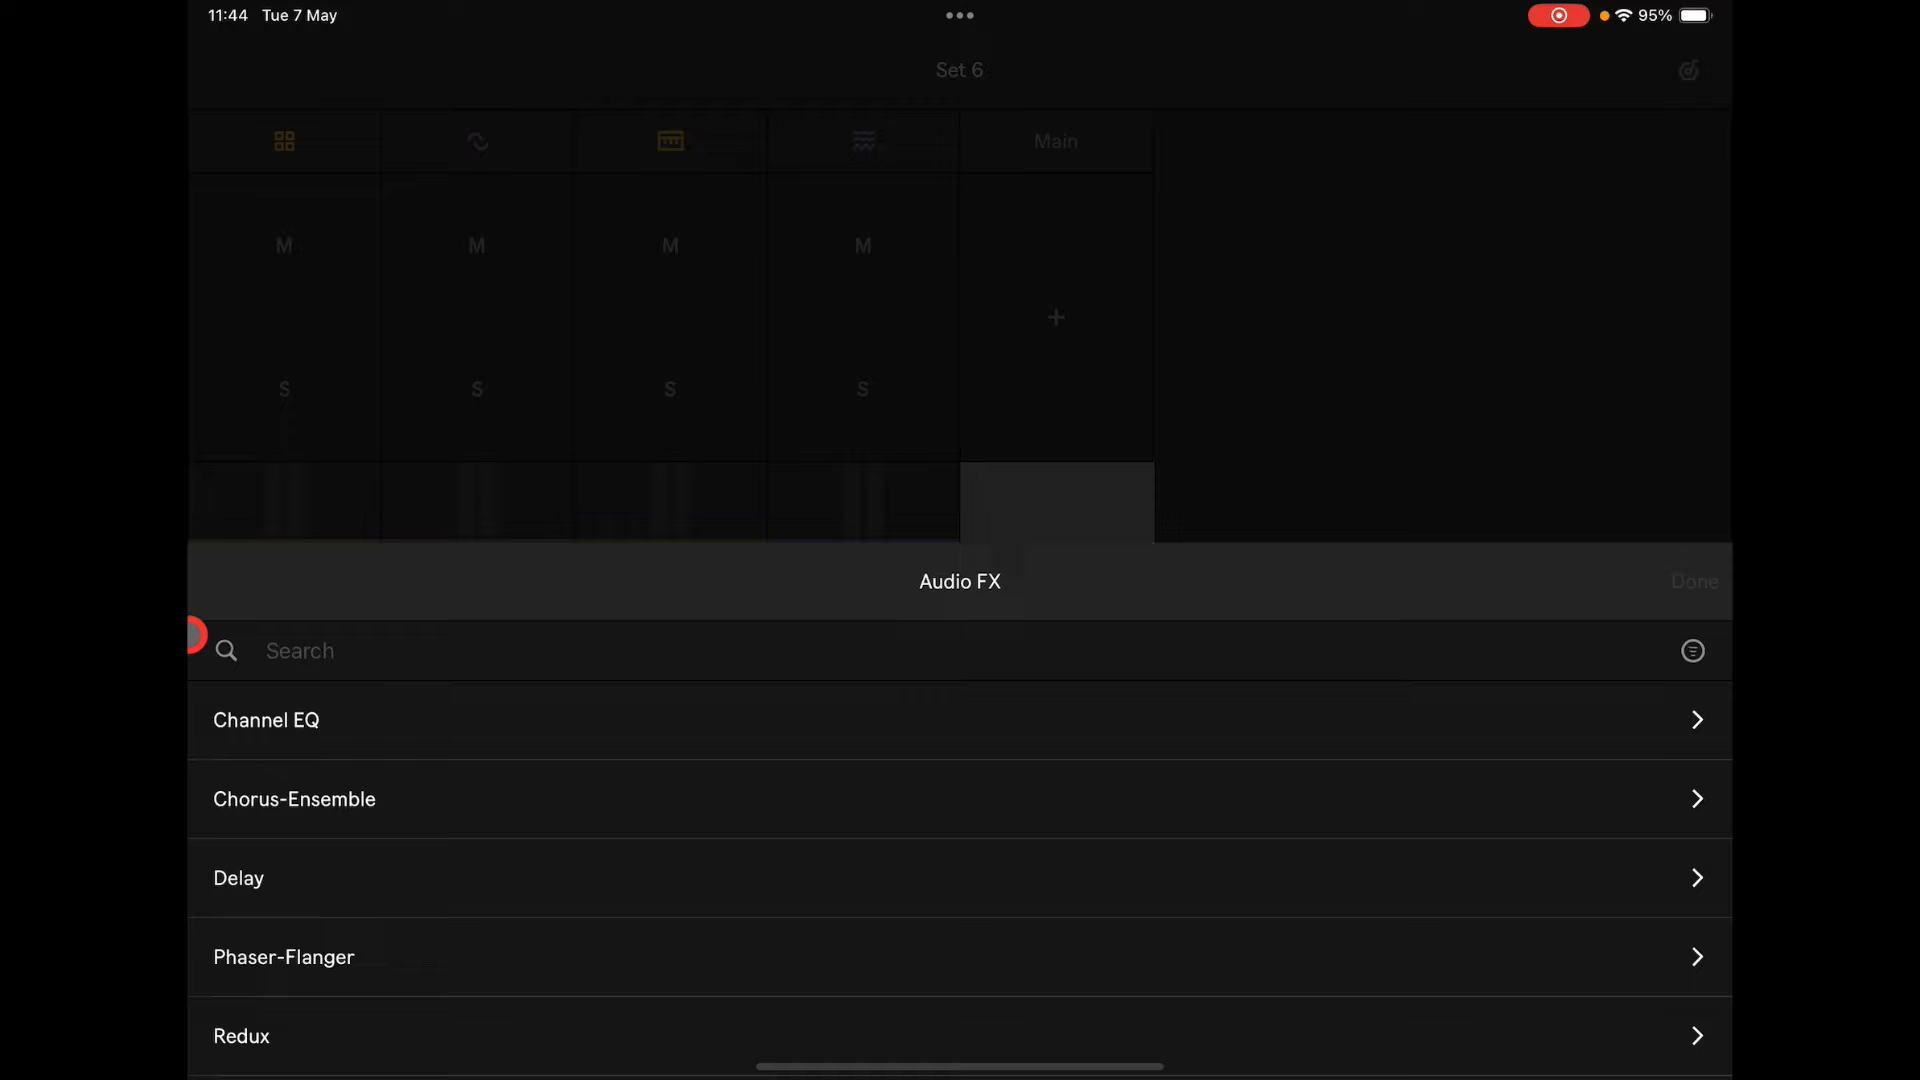 11:44 Tue 7 May
95%
Set 6
Main
M M M M
S S S S
Audio FX
Done
Search
Channel EQ
Chorus-Ensemble
Delay
Phaser-Flanger
Redux